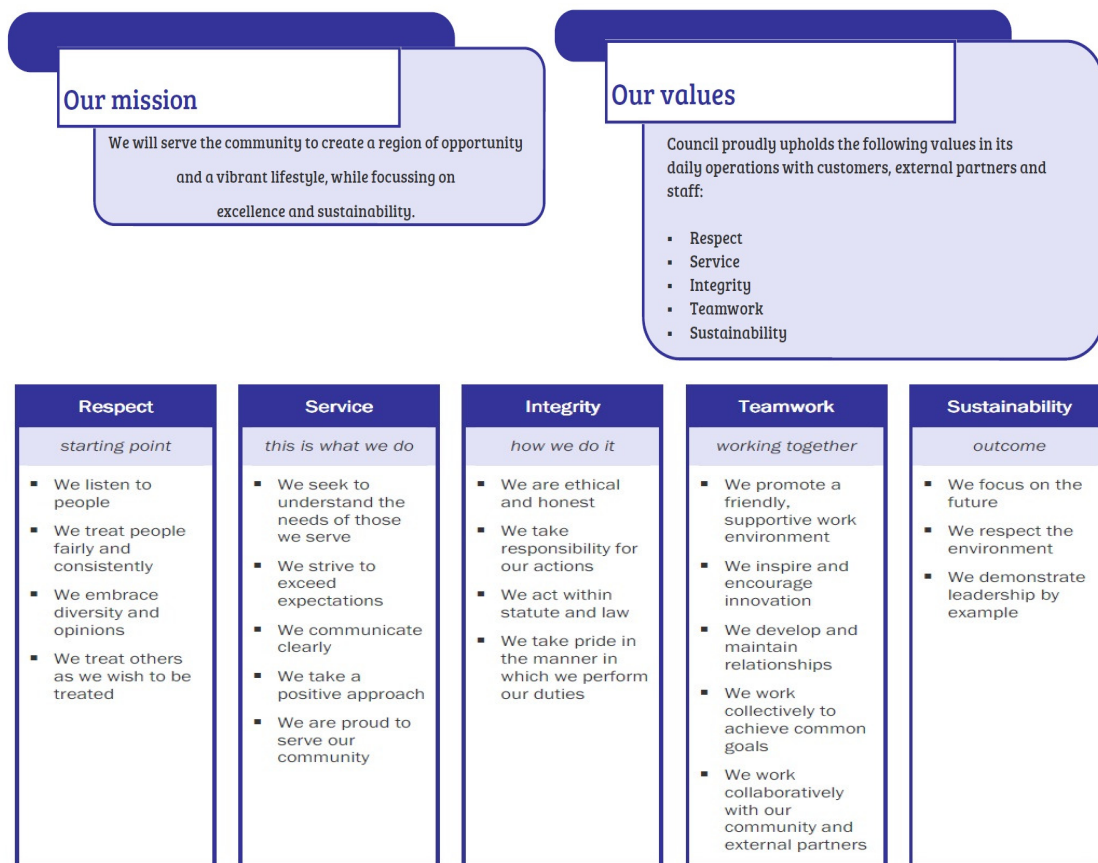 Our mission
We will serve the community to create a region of opportunity
and a vibrant lifestyle, while focussing on
excellence and sustainability.
Our values
Council proudly upholds the following values in its
daily operations with customers, external partners and
staff:
▪ Respect
▪ Service
▪ Integrity
▪ Teamwork
▪ Sustainability
Respect
starting point
▪ We listen to
people
▪ We treat people
fairly and
consistently
▪ We embrace
diversity and
opinions
▪ We treat others
as we wish to be
treated
Service
this is what we do
▪ We seek to
understand the
needs of those
we serve
▪ We strive to
exceed
expectations
▪ We communicate
clearly
▪ We take a
positive approach
▪ We are proud to
serve our
community
Integrity
how we do it
▪ We are ethical
and honest
▪ We take
responsibility for
our actions
▪ We act within
statute and law
▪ We take pride in
the manner in
which we perform
our duties
Teamwork
working together
▪ We promote a
friendly,
supportive work
environment
▪ We inspire and
encourage
innovation
▪ We develop and
maintain
relationships
▪ We work
collectively to
achieve common
goals
▪ We work
collaboratively
with our
community and
external partners
Sustainability
outcome
▪ We focus on the
future
▪ We respect the
environment
▪ We demonstrate
leadership by
example